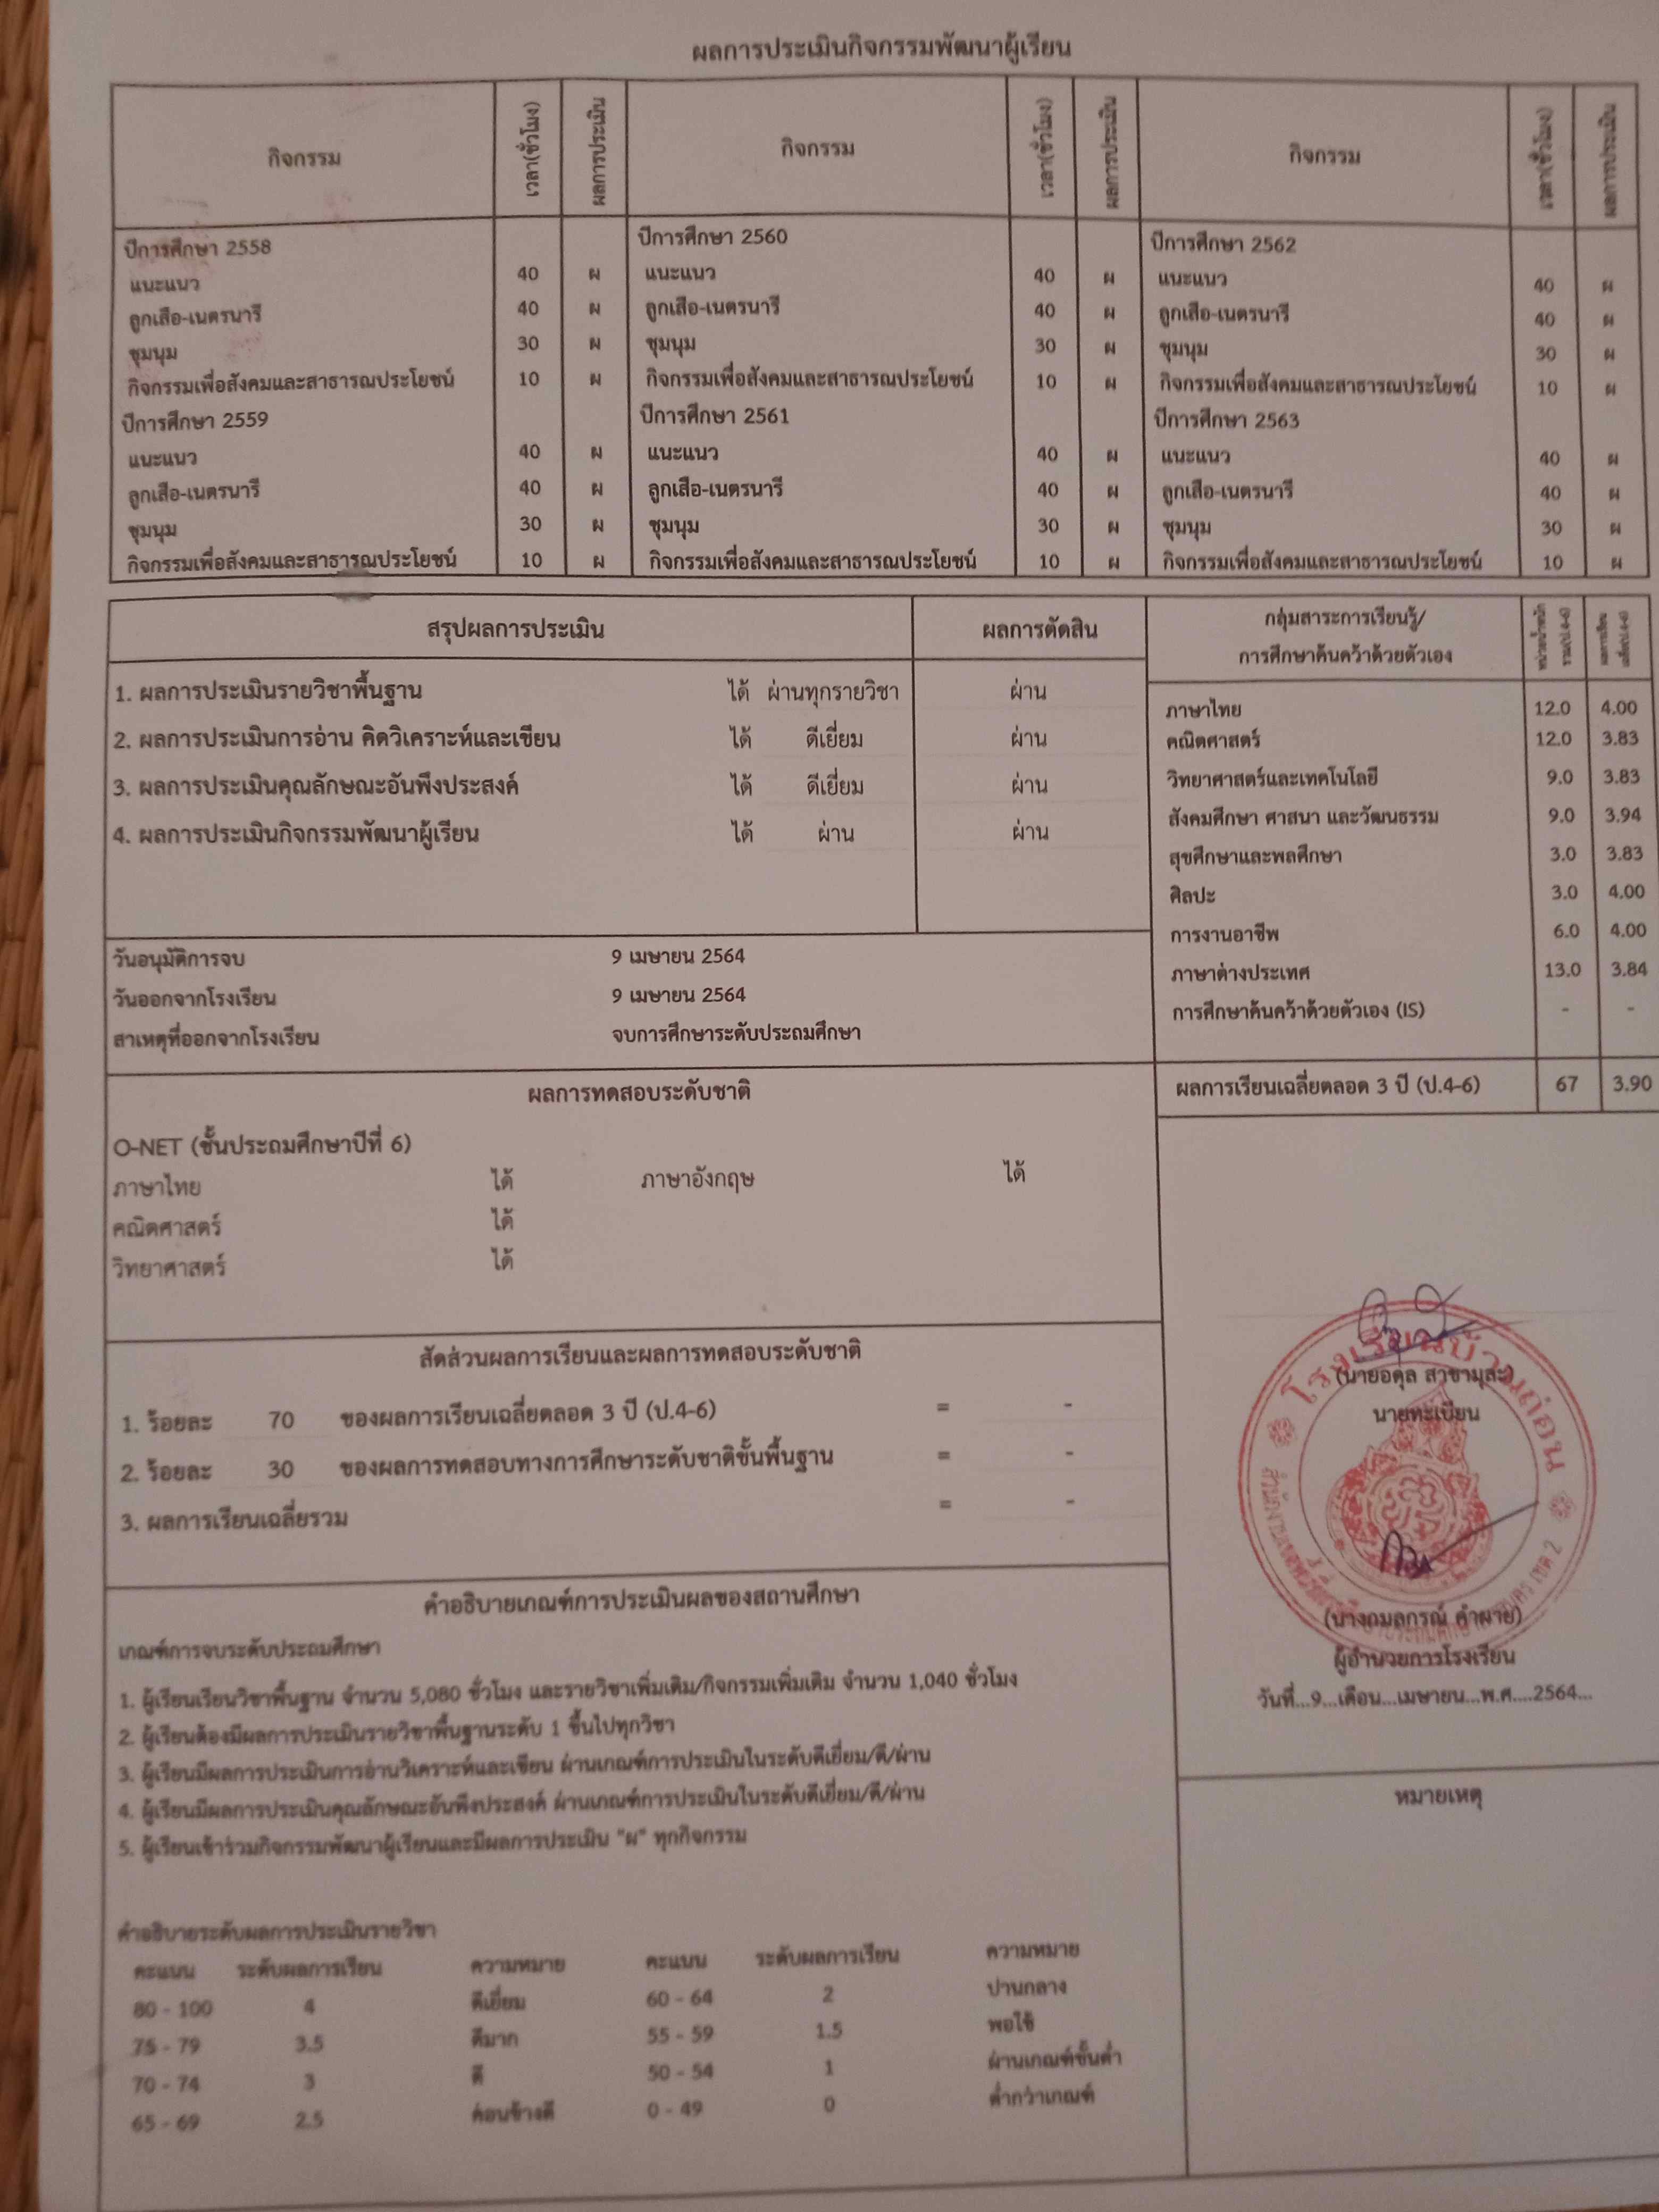 ผลการประเมินกิจกรรมพัฒนาผู้เรียน
กิจกรรม เวลา(ชั่วโมง) ผลการประเมิน กิจกรรม เวลา(ชั่วโมง) ผลการประเมิน กิจกรรม เวลา(ชั่วโมง) ผลการประเมิน
ปีการศึกษา 2558 ปีการศึกษา 2560 ปีการศึกษา 2562
แนะแนว 40 ผ แนะแนว 40 ผ แนะแนว 40 ผ
ลูกเสือ-เนตรนารี 40 ผ ลูกเสือ-เนตรนารี 40 ผ ลูกเสือ-เนตรนารี 40 ผ
ชุมนุม 30 ผ ชุมนุม 30 ผ ชุมนุม 30 ผ
กิจกรรมเพื่อสังคมและสาธารณประโยชน์ 10 ผ กิจกรรมเพื่อสังคมและสาธารณประโยชน์ 10 ผ กิจกรรมเพื่อสังคมและสาธารณประโยชน์ 10 ผ
ปีการศึกษา 2559 ปีการศึกษา 2561 ปีการศึกษา 2563
แนะแนว 40 ผ แนะแนว 40 ผ แนะแนว 40 ผ
ลูกเสือ-เนตรนารี 40 ผ ลูกเสือ-เนตรนารี 40 ผ ลูกเสือ-เนตรนารี 40 ผ
ชุมนุม 30 ผ ชุมนุม 30 ผ ชุมนุม 30 ผ
กิจกรรมเพื่อสังคมและสาธารณประโยชน์ 10 ผ กิจกรรมเพื่อสังคมและสาธารณประโยชน์ 10 ผ กิจกรรมเพื่อสังคมและสาธารณประโยชน์ 10 ผ
สรุปผลการประเมิน ผลการตัดสิน
1. ผลการประเมินรายวิชาพื้นฐาน ได้ ผ่านทุกรายวิชา ผ่าน
2. ผลการประเมินการอ่าน คิดวิเคราะห์และเขียน ได้ ดีเยี่ยม ผ่าน
3. ผลการประเมินคุณลักษณะอันพึงประสงค์ ได้ ดีเยี่ยม ผ่าน
4. ผลการประเมินกิจกรรมพัฒนาผู้เรียน ได้ ผ่าน ผ่าน
วันอนุมัติการจบ 9 เมษายน 2564
วันออกจากโรงเรียน 9 เมษายน 2564
สาเหตุที่ออกจากโรงเรียน จบการศึกษาระดับประถมศึกษา
กลุ่มสาระการเรียนรู้/
การศึกษาค้นคว้าด้วยตัวเอง
หน่วยน้ำหนัก
รวม(ป.4-6)
ผลการเรียน
เฉลี่ย(ป.4-6)
ภาษาไทย 12.0 4.00
คณิตศาสตร์ 12.0 3.83
วิทยาศาสตร์และเทคโนโลยี 9.0 3.83
สังคมศึกษา ศาสนา และวัฒนธรรม 9.0 3.94
สุขศึกษาและพลศึกษา 3.0 3.83
ศิลปะ 3.0 4.00
การงานอาชีพ 6.0 4.00
ภาษาต่างประเทศ 13.0 3.84
การศึกษาค้นคว้าด้วยตัวเอง (IS) - -
ผลการเรียนเฉลี่ยตลอด 3 ปี (ป.4-6) 67 3.90
ผลการทดสอบระดับชาติ
O-NET (ชั้นประถมศึกษาปีที่ 6)
ภาษาไทย ได้ ภาษาอังกฤษ ได้
คณิตศาสตร์ ได้
วิทยาศาสตร์ ได้
สัดส่วนผลการเรียนและผลการทดสอบระดับชาติ
1. ร้อยละ 70 ของผลการเรียนเฉลี่ยตลอด 3 ปี (ป.4-6) = -
2. ร้อยละ 30 ของผลการทดสอบทางการศึกษาระดับชาติขั้นพื้นฐาน = -
3. ผลการเรียนเฉลี่ยรวม = -
คำอธิบายเกณฑ์การประเมินผลของสถานศึกษา
เกณฑ์การจบระดับประถมศึกษา
1. ผู้เรียนเรียนวิชาพื้นฐาน จำนวน 5,080 ชั่วโมง และรายวิชาเพิ่มเติม/กิจกรรมเพิ่มเติม จำนวน 1,040 ชั่วโมง
2. ผู้เรียนต้องมีผลการประเมินรายวิชาพื้นฐานระดับ 1 ขึ้นไปทุกวิชา
3. ผู้เรียนมีผลการประเมินการอ่านวิเคราะห์และเขียน ผ่านเกณฑ์การประเมินในระดับดีเยี่ยม/ดี/ผ่าน
4. ผู้เรียนมีผลการประเมินคุณลักษณะอันพึงประสงค์ ผ่านเกณฑ์การประเมินในระดับดีเยี่ยม/ดี/ผ่าน
5. ผู้เรียนเข้าร่วมกิจกรรมพัฒนาผู้เรียนและมีผลการประเมิน "ผ" ทุกกิจกรรม
คำอธิบายระดับผลการประเมินรายวิชา
คะแนน ระดับผลการเรียน ความหมาย คะแนน ระดับผลการเรียน ความหมาย
80 - 100 4 ดีเยี่ยม 60 - 64 2 ปานกลาง
75 - 79 3.5 ดีมาก 55 - 59 1.5 พอใช้
70 - 74 3 ดี 50 - 54 1 ผ่านเกณฑ์ขั้นต่ำ
65 - 69 2.5 ค่อนข้างดี 0 - 49 0 ต่ำกว่าเกณฑ์
โรงเรียนบ้านถ่อน
(นายอดุล สาขามุละ)
นายทะเบียน
เขต 2
(นางกมลกรณ์ คำผาย)
ผู้อำนวยการโรงเรียน
วันที่...9...เดือน...เมษายน...พ.ศ....2564...
หมายเหตุ